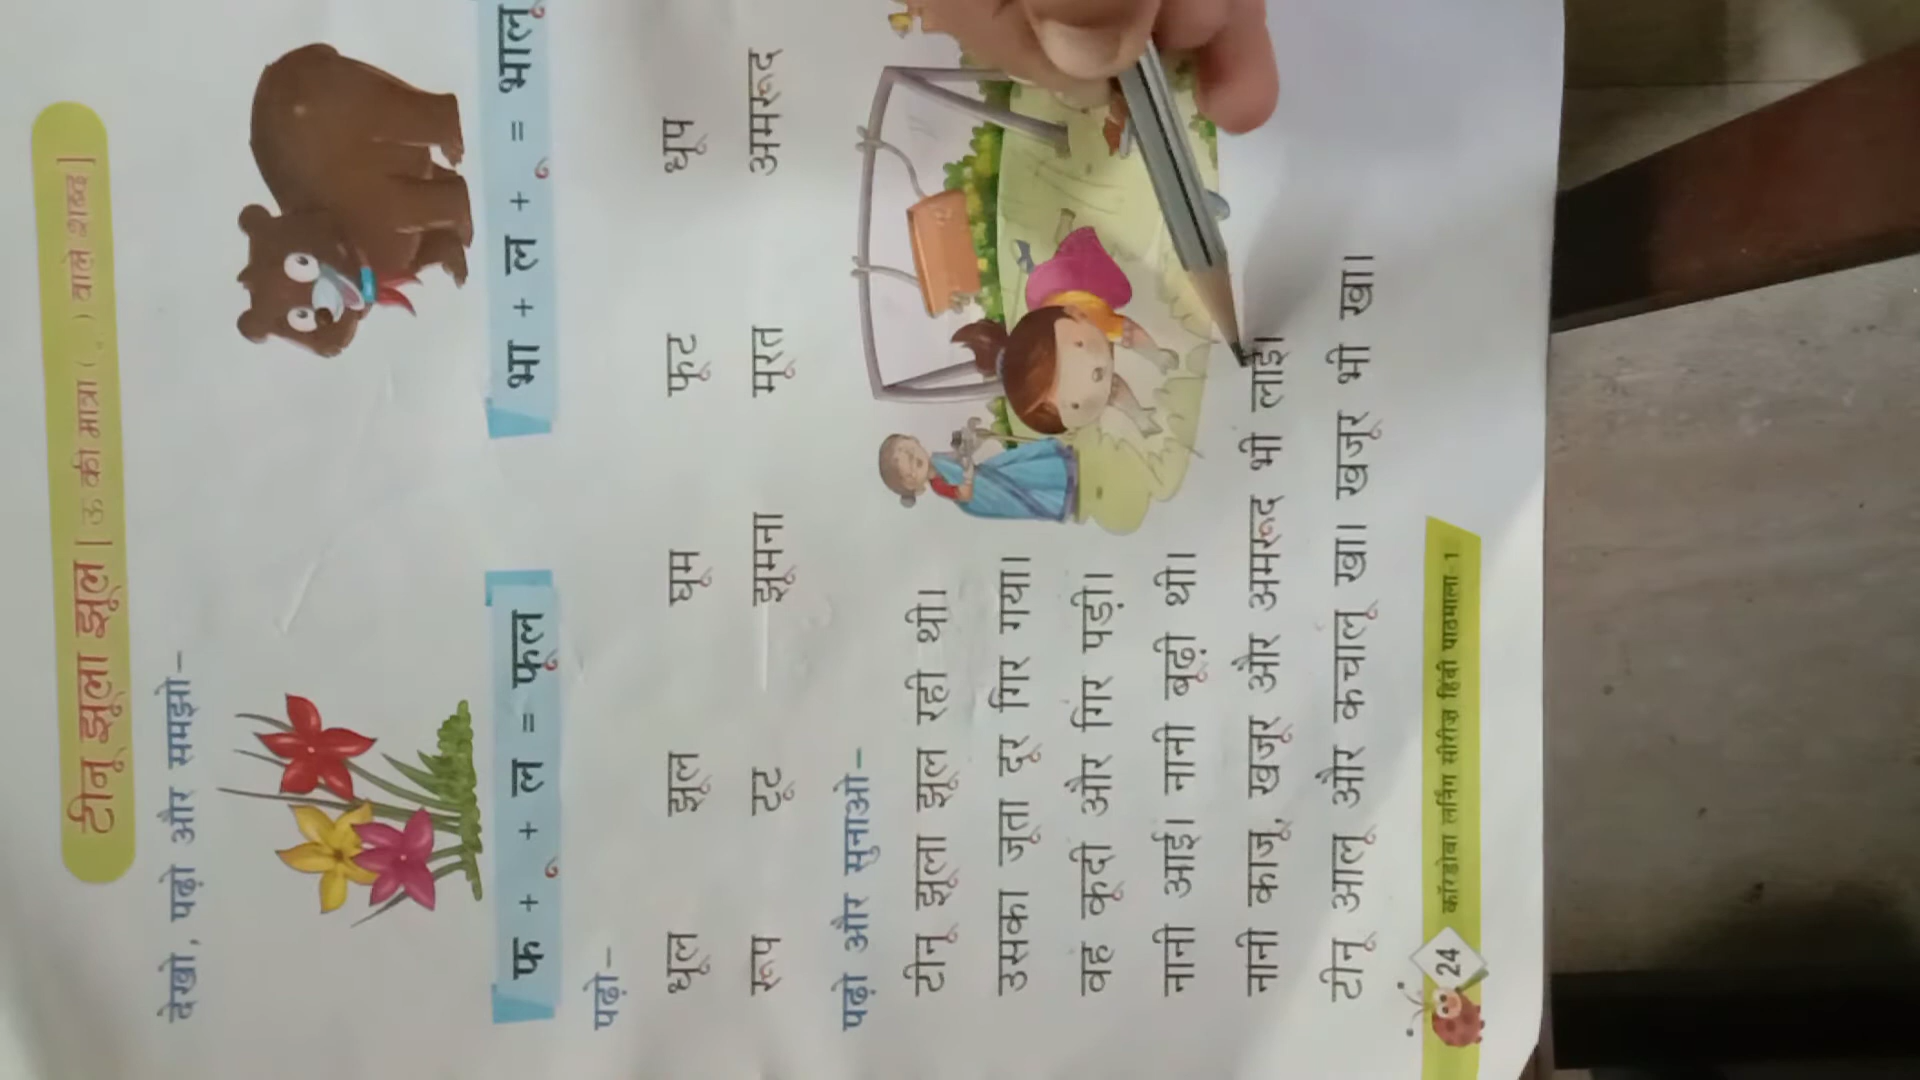 टीनू झूला झूल [ ऊ की मात्रा ( ू ) वाले शब्द ]
देखो, पढ़ो और समझो–
फ + ू + ल = फूल
भा + ल + ू = भालू
पढ़ो–
धूल झूल घूम फूट धूप
रूप टूट झूमना मूरत अमरूद
पढ़ो और सुनाओ–
टीनू झूला झूल रही थी।
उसका जूता दूर गिर गया।
वह कूदी और गिर पड़ी।
नानी आई। नानी बूढ़ी थी।
नानी काजू, खजूर और अमरूद भी लाई।
टीनू आलू और कचालू खा। खजूर भी खा।
24 कॉरडोवा लर्निंग सीरीज़ हिंदी पाठमाला-1